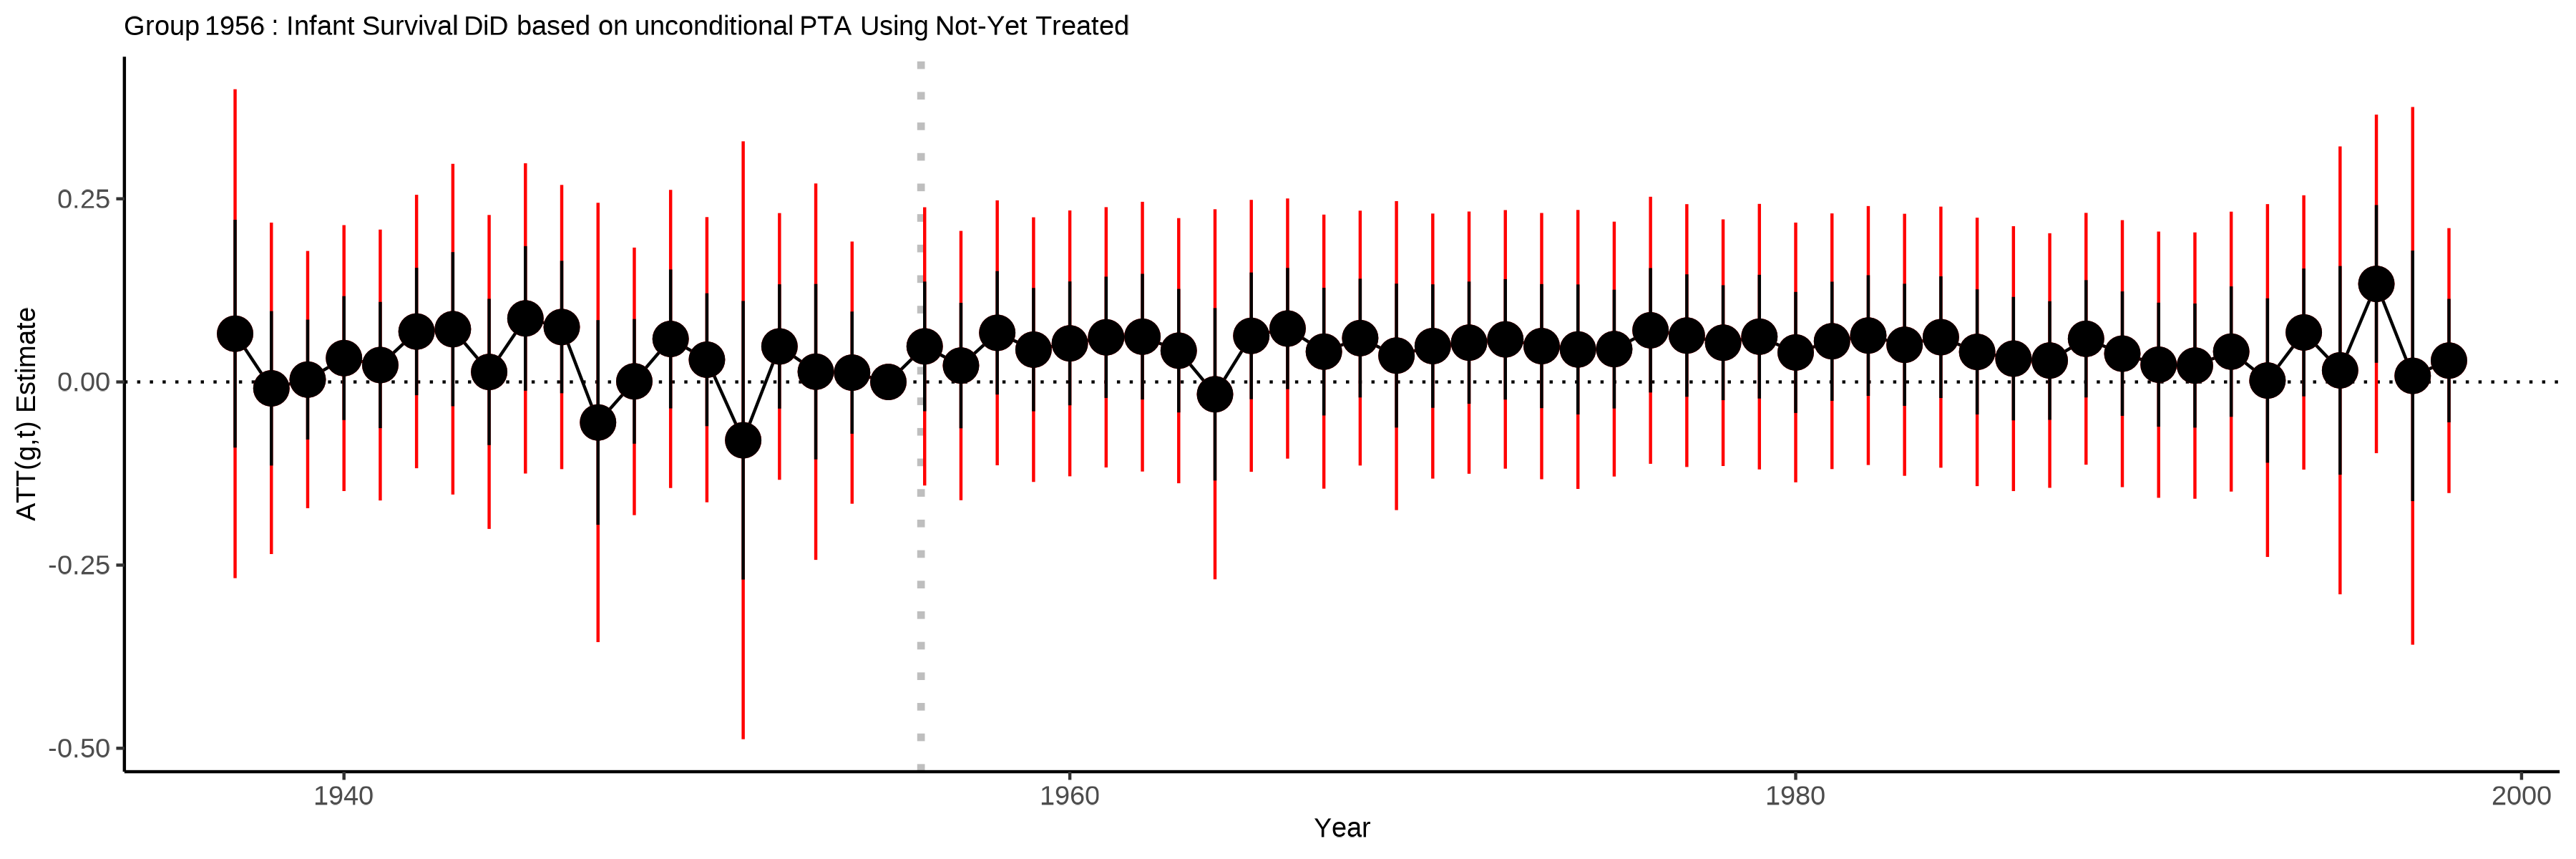 Group 1956 : Infant Survival DiD based on unconditional PTA Using Not-Yet Treated
ATT(g,t) Estimate
0.25
0.00
-0.25
-0.50
1940
1960
1980
2000
Year